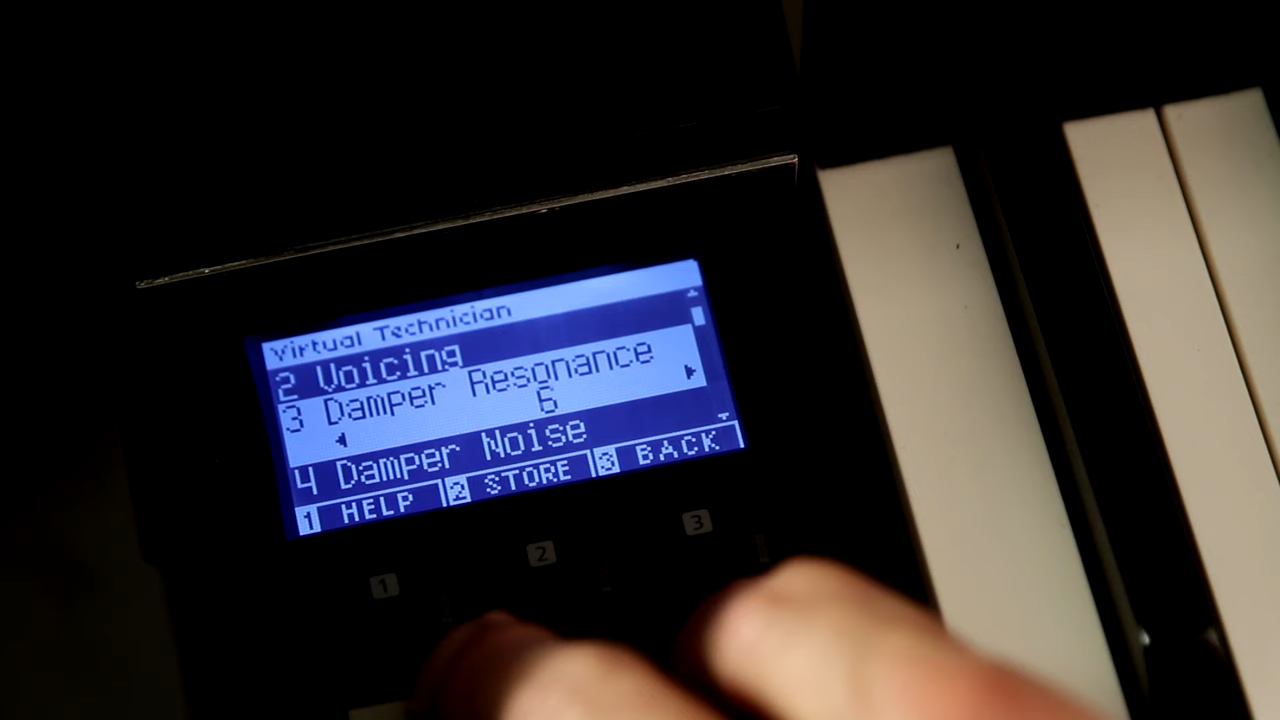 Virtual Technician
2 Voicing
3 Damper Resonance
6
4 Damper Noise
1 HELP 2 STORE 3 BACK
1 2 3